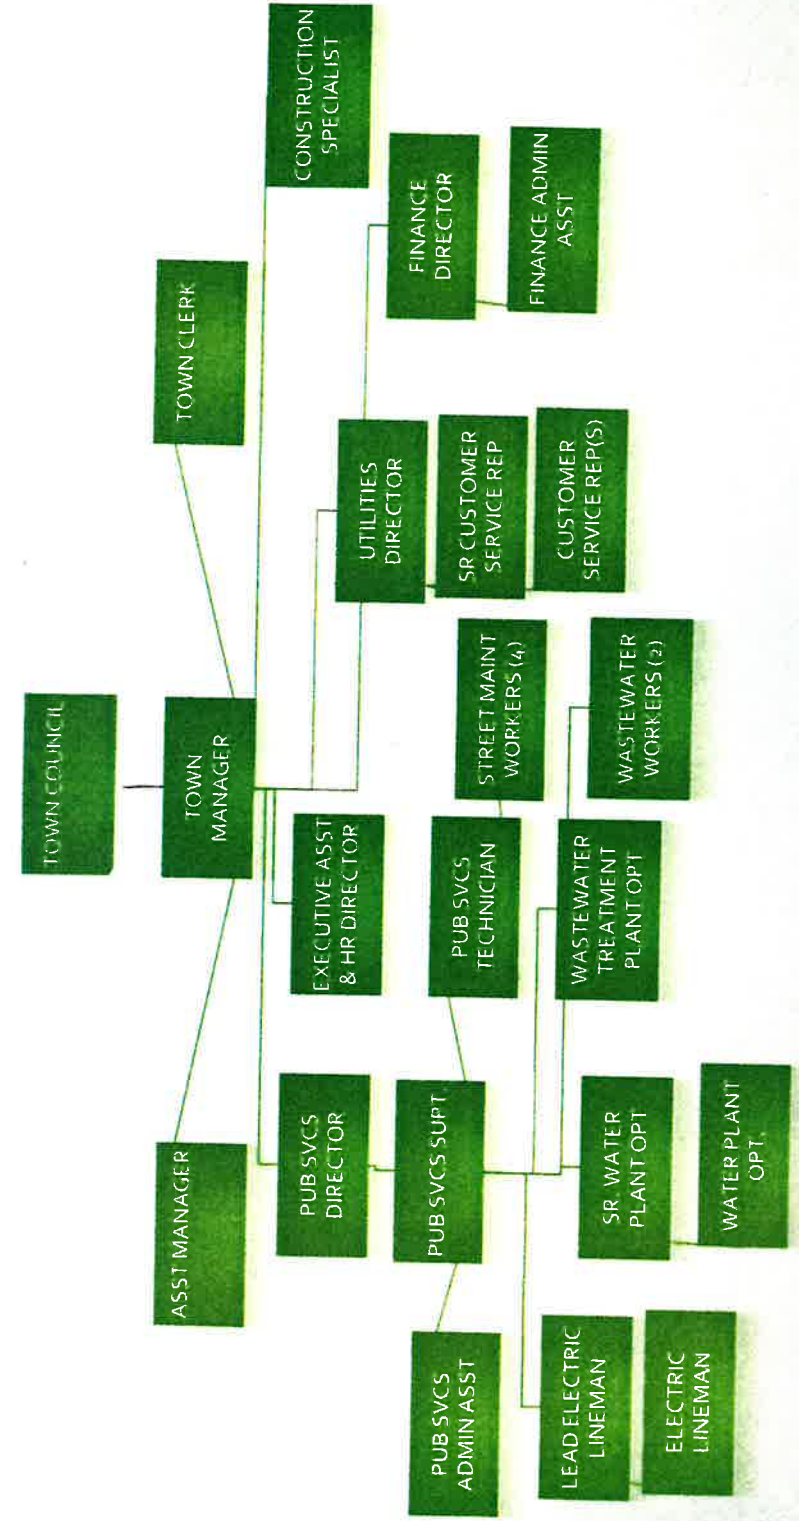 TOWN COUNCIL
ASST MANAGER
TOWN
MANAGER
TOWN CLERK
PUB SVCS
DIRECTOR
EXECUTIVE ASST
& HR DIRECTOR
UTILITIES
DIRECTOR
FINANCE
DIRECTOR
CONSTRUCTION
SPECIALIST
PUB SVCS
ADMIN ASST
PUB SVCS SUPT.
PUB SVCS
TECHNICIAN
STREET MAINT
WORKERS (4)
SR CUSTOMER
SERVICE REP
FINANCE ADMIN
ASST
CUSTOMER
SERVICE REP(S)
LEAD ELECTRIC
LINEMAN
SR. WATER
PLANT OPT
WASTEWATER
TREATMENT
PLANT OPT
WASTEWATER
WORKERS (2)
ELECTRIC
LINEMAN
WATER PLANT
OPT.